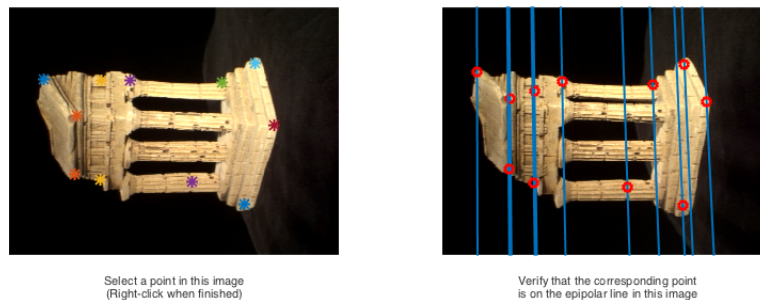 Select a point in this image
(Right-click when finished)
Verify that the corresponding point
is on the epipolar line in this image